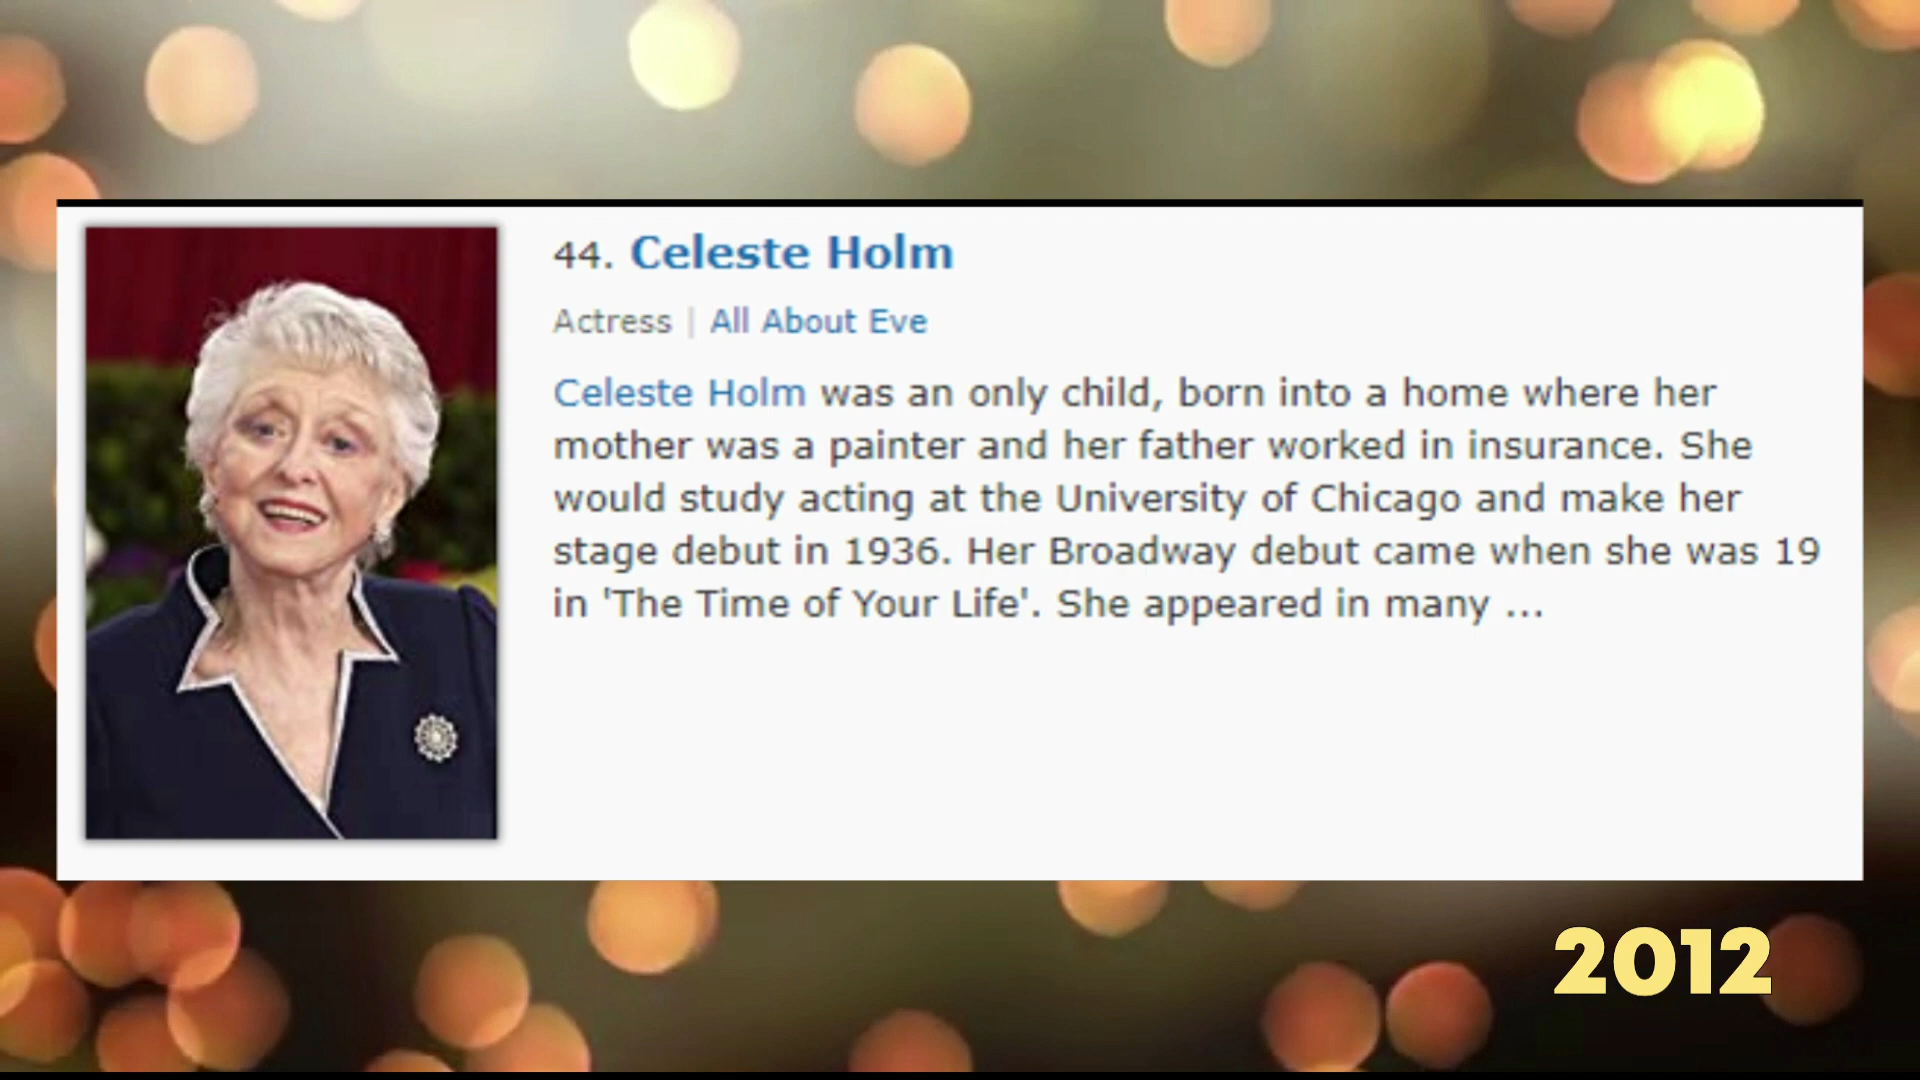 44. Celeste Holm
Actress | All About Eve
Celeste Holm was an only child, born into a home where her
mother was a painter and her father worked in insurance. She
would study acting at the University of Chicago and make her
stage debut in 1936. Her Broadway debut came when she was 19
in 'The Time of Your Life'. She appeared in many ...
2012